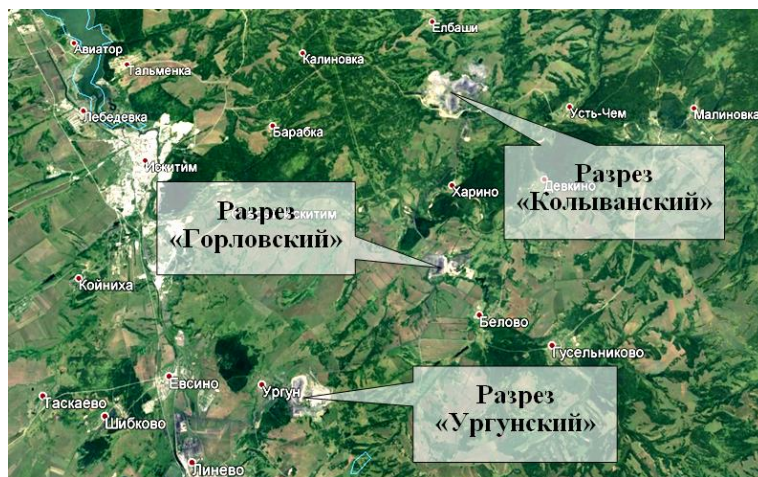 Елбаши
Авиатор
Калиновка
Тальменка
Лебедевка
Усть-Чем
Малиновка
Барабка
Искитим
Разрез
«Колыванский»
Девкино
Харино
Разрез
«Горловский»
Искитим
Койниха
Белово
Гусельниково
Евсино
Ургун
Разрез
«Ургунский»
Таскаево
Шибково
Линево